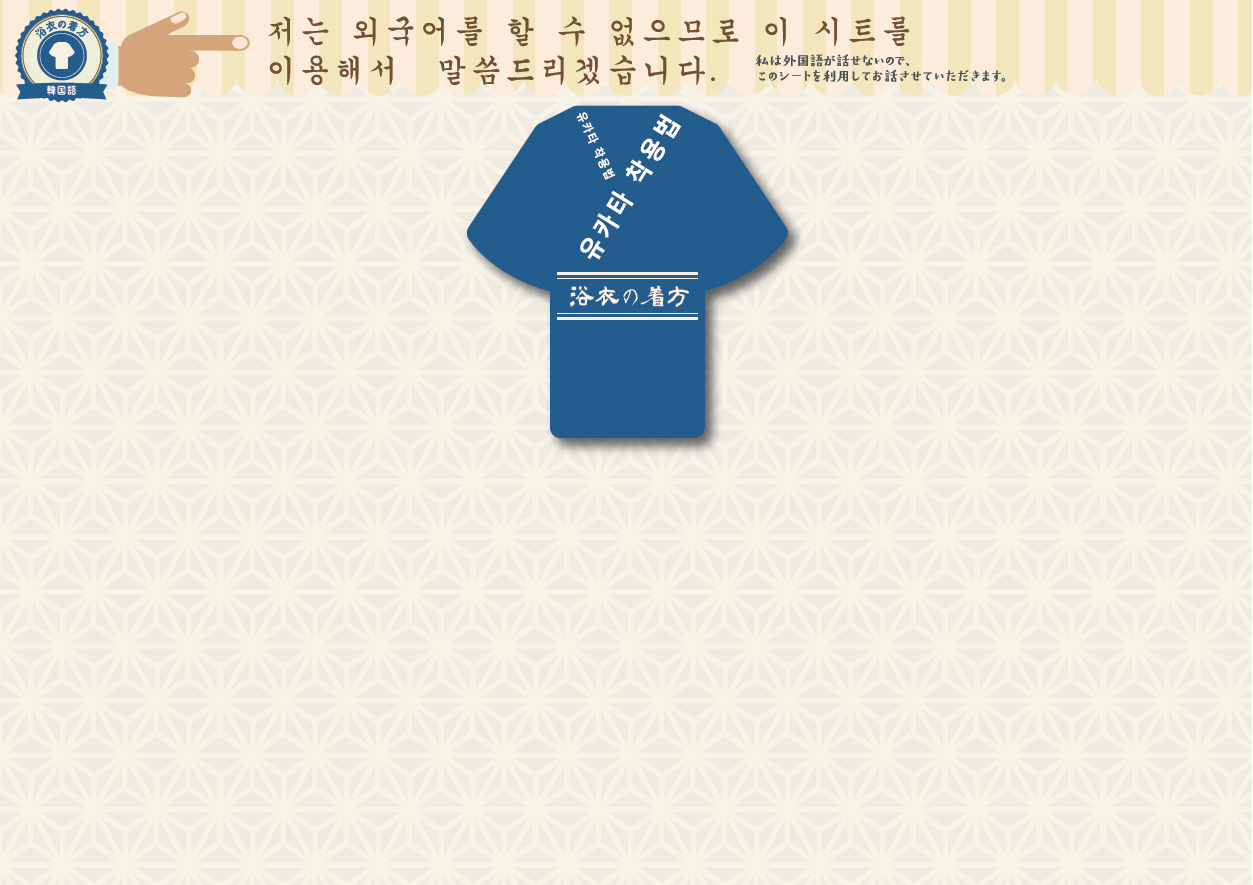 浴衣の着方
韓国語
저는 외국어를 할 수 없으므로 이 시트를
이용해서 말씀드리겠습니다.
私は外国語が話せないので、
このシートを利用してお話させていただきます。
유카타 착용법
유카타 착용법
浴衣の着方